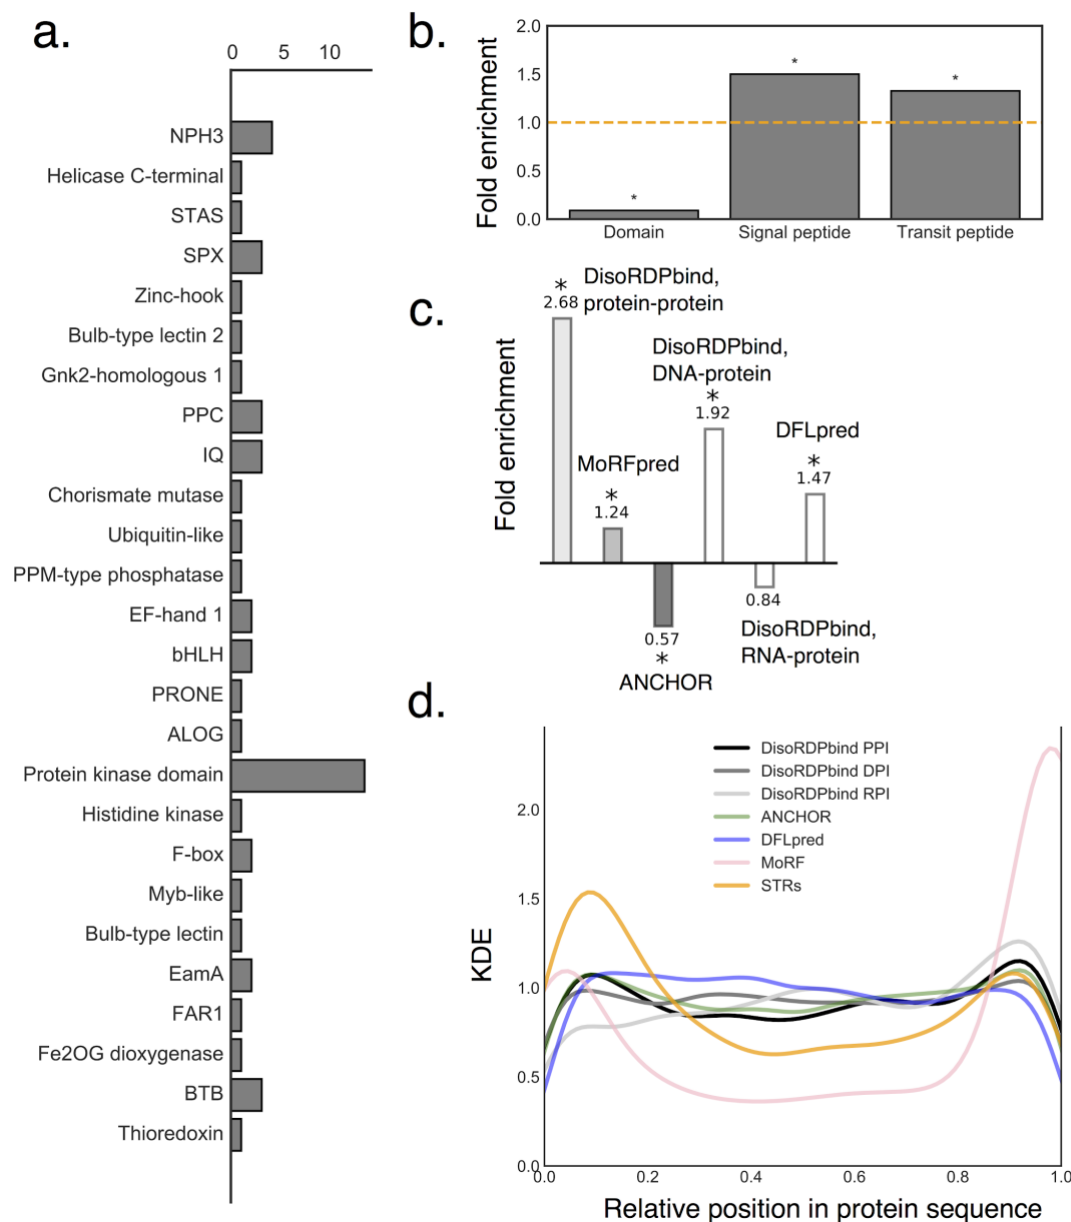 a.
0 5 10
NPH3
Helicase C-terminal
STAS
SPX
Zinc-hook
Bulb-type lectin 2
Gnk2-homologous 1
PPC
IQ
Chorismate mutase
Ubiquitin-like
PPM-type phosphatase
EF-hand 1
bHLH
PRONE
ALOG
Protein kinase domain
Histidine kinase
F-box
Myb-like
Bulb-type lectin
EamA
FAR1
Fe2OG dioxygenase
BTB
Thioredoxin
b.
Fold enrichment
2.0
1.5
1.0
0.5
0.0
*
*
*
Domain Signal peptide Transit peptide
c.
Fold enrichment
*
2.68
DisoRDPbind,
protein-protein
MoRFpred
*
1.24
0.57
*
ANCHOR
DisoRDPbind,
DNA-protein
*
1.92
0.84
DisoRDPbind,
RNA-protein
DFLpred
*
1.47
d.
KDE
2.0
1.5
1.0
0.5
0.0
DisoRDPbind PPI
DisoRDPbind DPI
DisoRDPbind RPI
ANCHOR
DFLpred
MoRF
STRs
0.0 0.2 0.4 0.6 0.8 1.0
Relative position in protein sequence